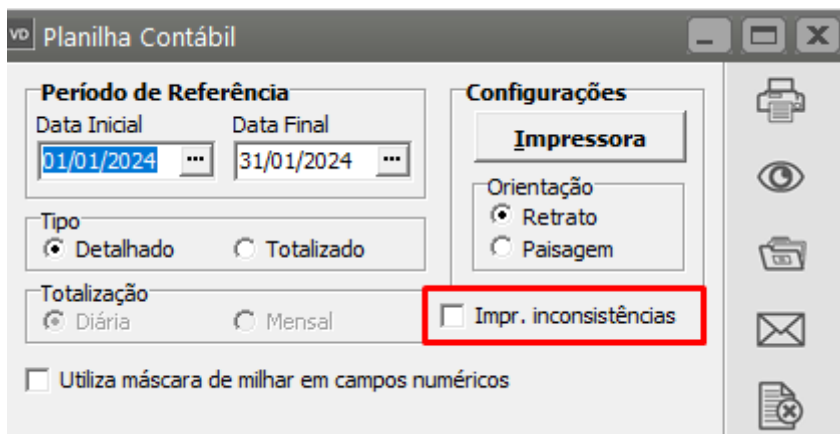 VD Planilha Contábil
Período de Referência
Data Inicial Data Final
01/01/2024 ... 31/01/2024 ...
Configurações
Impressora
Orientação
Retrato
Paisagem
Tipo
Detalhado Totalizado
Totalização
Diária Mensal
Impr. inconsistências
Utiliza máscara de milhar em campos numéricos